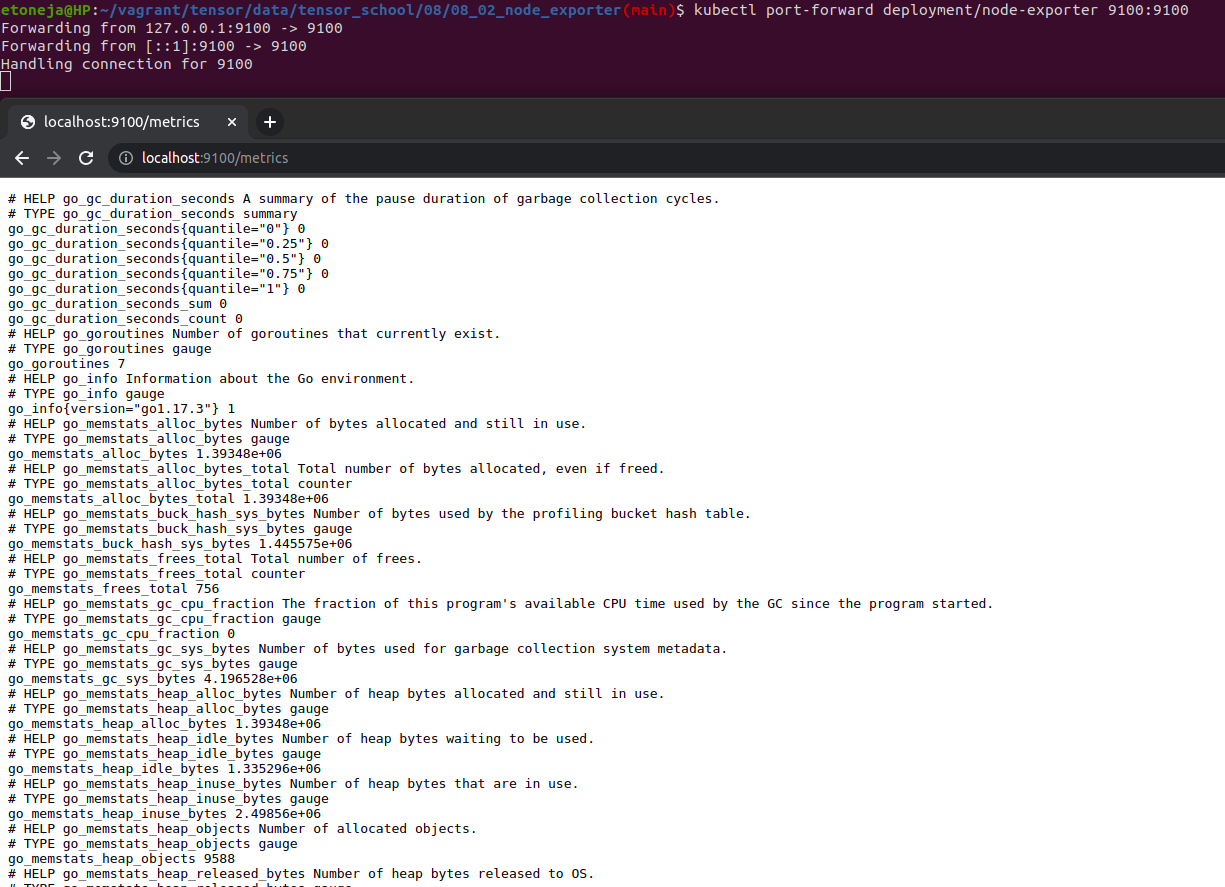 etoneja@HP:~/vagrant/tensor/data/tensor_school/08/08_02_node_exporter(main)$ kubectl port-forward deployment/node-exporter 9100:9100
Forwarding from 127.0.0.1:9100 -> 9100
Forwarding from [::1]:9100 -> 9100
Handling connection for 9100
localhost:9100/metrics
localhost:9100/metrics
# HELP go_gc_duration_seconds A summary of the pause duration of garbage collection cycles.
# TYPE go_gc_duration_seconds summary
go_gc_duration_seconds{quantile="0"} 0
go_gc_duration_seconds{quantile="0.25"} 0
go_gc_duration_seconds{quantile="0.5"} 0
go_gc_duration_seconds{quantile="0.75"} 0
go_gc_duration_seconds{quantile="1"} 0
go_gc_duration_seconds_sum 0
go_gc_duration_seconds_count 0
# HELP go_goroutines Number of goroutines that currently exist.
# TYPE go_goroutines gauge
go_goroutines 7
# HELP go_info Information about the Go environment.
# TYPE go_info gauge
go_info{version="go1.17.3"} 1
# HELP go_memstats_alloc_bytes Number of bytes allocated and still in use.
# TYPE go_memstats_alloc_bytes gauge
go_memstats_alloc_bytes 1.39348e+06
# HELP go_memstats_alloc_bytes_total Total number of bytes allocated, even if freed.
# TYPE go_memstats_alloc_bytes_total counter
go_memstats_alloc_bytes_total 1.39348e+06
# HELP go_memstats_buck_hash_sys_bytes Number of bytes used by the profiling bucket hash table.
# TYPE go_memstats_buck_hash_sys_bytes gauge
go_memstats_buck_hash_sys_bytes 1.445575e+06
# HELP go_memstats_frees_total Total number of frees.
# TYPE go_memstats_frees_total counter
go_memstats_frees_total 756
# HELP go_memstats_gc_cpu_fraction The fraction of this program's available CPU time used by the GC since the program started.
# TYPE go_memstats_gc_cpu_fraction gauge
go_memstats_gc_cpu_fraction 0
# HELP go_memstats_gc_sys_bytes Number of bytes used for garbage collection system metadata.
# TYPE go_memstats_gc_sys_bytes gauge
go_memstats_gc_sys_bytes 4.196528e+06
# HELP go_memstats_heap_alloc_bytes Number of heap bytes allocated and still in use.
# TYPE go_memstats_heap_alloc_bytes gauge
go_memstats_heap_alloc_bytes 1.39348e+06
# HELP go_memstats_heap_idle_bytes Number of heap bytes waiting to be used.
# TYPE go_memstats_heap_idle_bytes gauge
go_memstats_heap_idle_bytes 1.335296e+06
# HELP go_memstats_heap_inuse_bytes Number of heap bytes that are in use.
# TYPE go_memstats_heap_inuse_bytes gauge
go_memstats_heap_inuse_bytes 2.49856e+06
# HELP go_memstats_heap_objects Number of allocated objects.
# TYPE go_memstats_heap_objects gauge
go_memstats_heap_objects 9588
# HELP go_memstats_heap_released_bytes Number of heap bytes released to OS.
# TYPE go_memstats_heap_released_bytes gauge